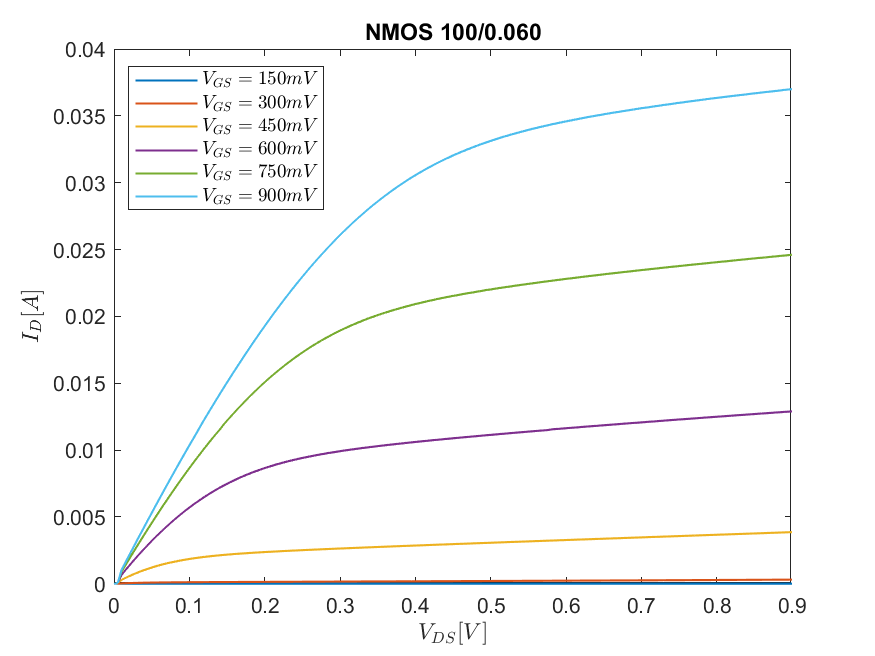 NMOS 100/0.060
0.04
0.035
0.03
0.025
0.02
0.015
0.01
0.005
0
V_GS = 150mV
V_GS = 300mV
V_GS = 450mV
V_GS = 600mV
V_GS = 750mV
V_GS = 900mV
I_D[A]
0 0.1 0.2 0.3 0.4 0.5 0.6 0.7 0.8 0.9
V_DS[V]